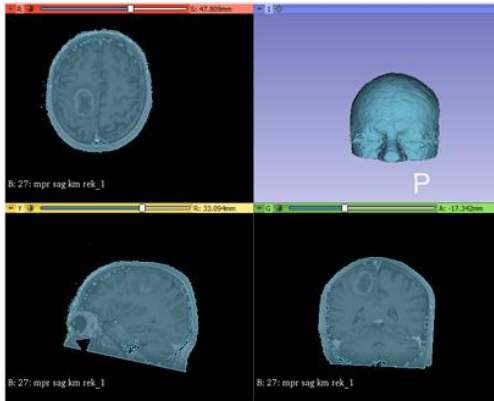 R S: 47.809mm
1
B: 27: mpr sag km rek_1
P
Y R: 33.094mm
G A: -17.342mm
B: 27: mpr sag km rek_1
B: 27: mpr sag km rek_1